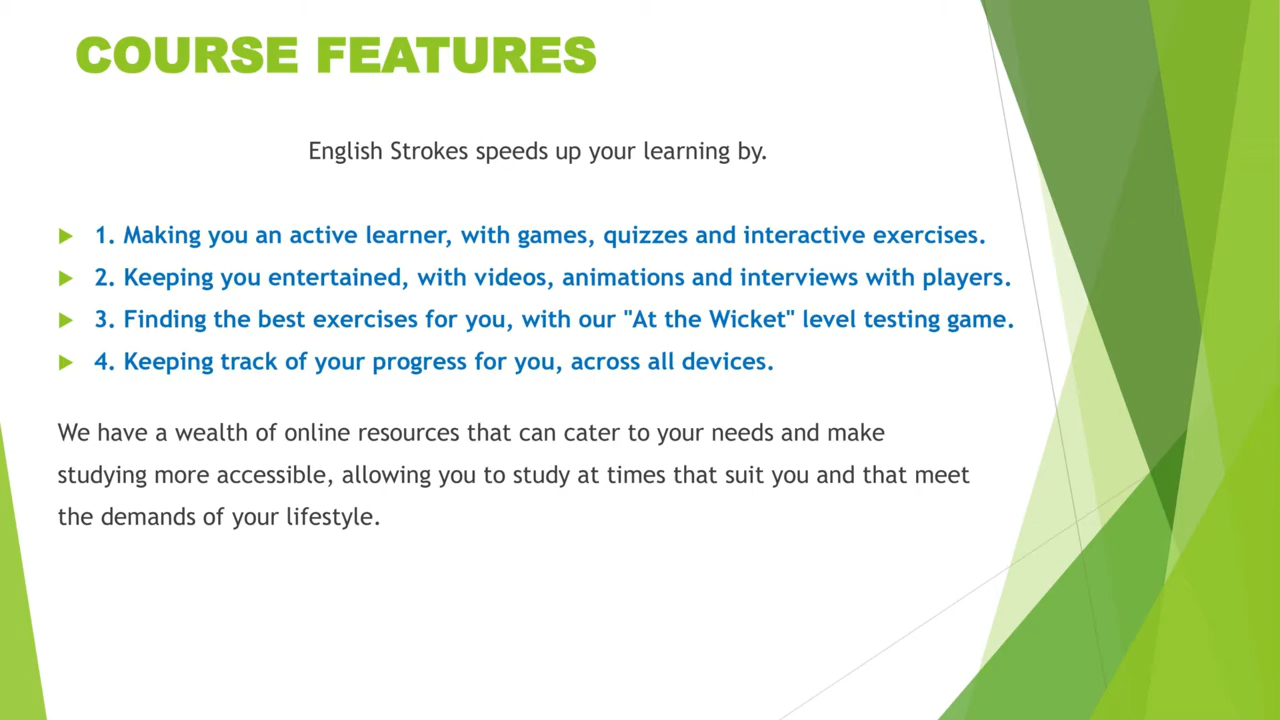 COURSE FEATURES
English Strokes speeds up your learning by.
1. Making you an active learner, with games, quizzes and interactive exercises.
2. Keeping you entertained, with videos, animations and interviews with players.
3. Finding the best exercises for you, with our "At the Wicket" level testing game.
4. Keeping track of your progress for you, across all devices.
We have a wealth of online resources that can cater to your needs and make
studying more accessible, allowing you to study at times that suit you and that meet
the demands of your lifestyle.